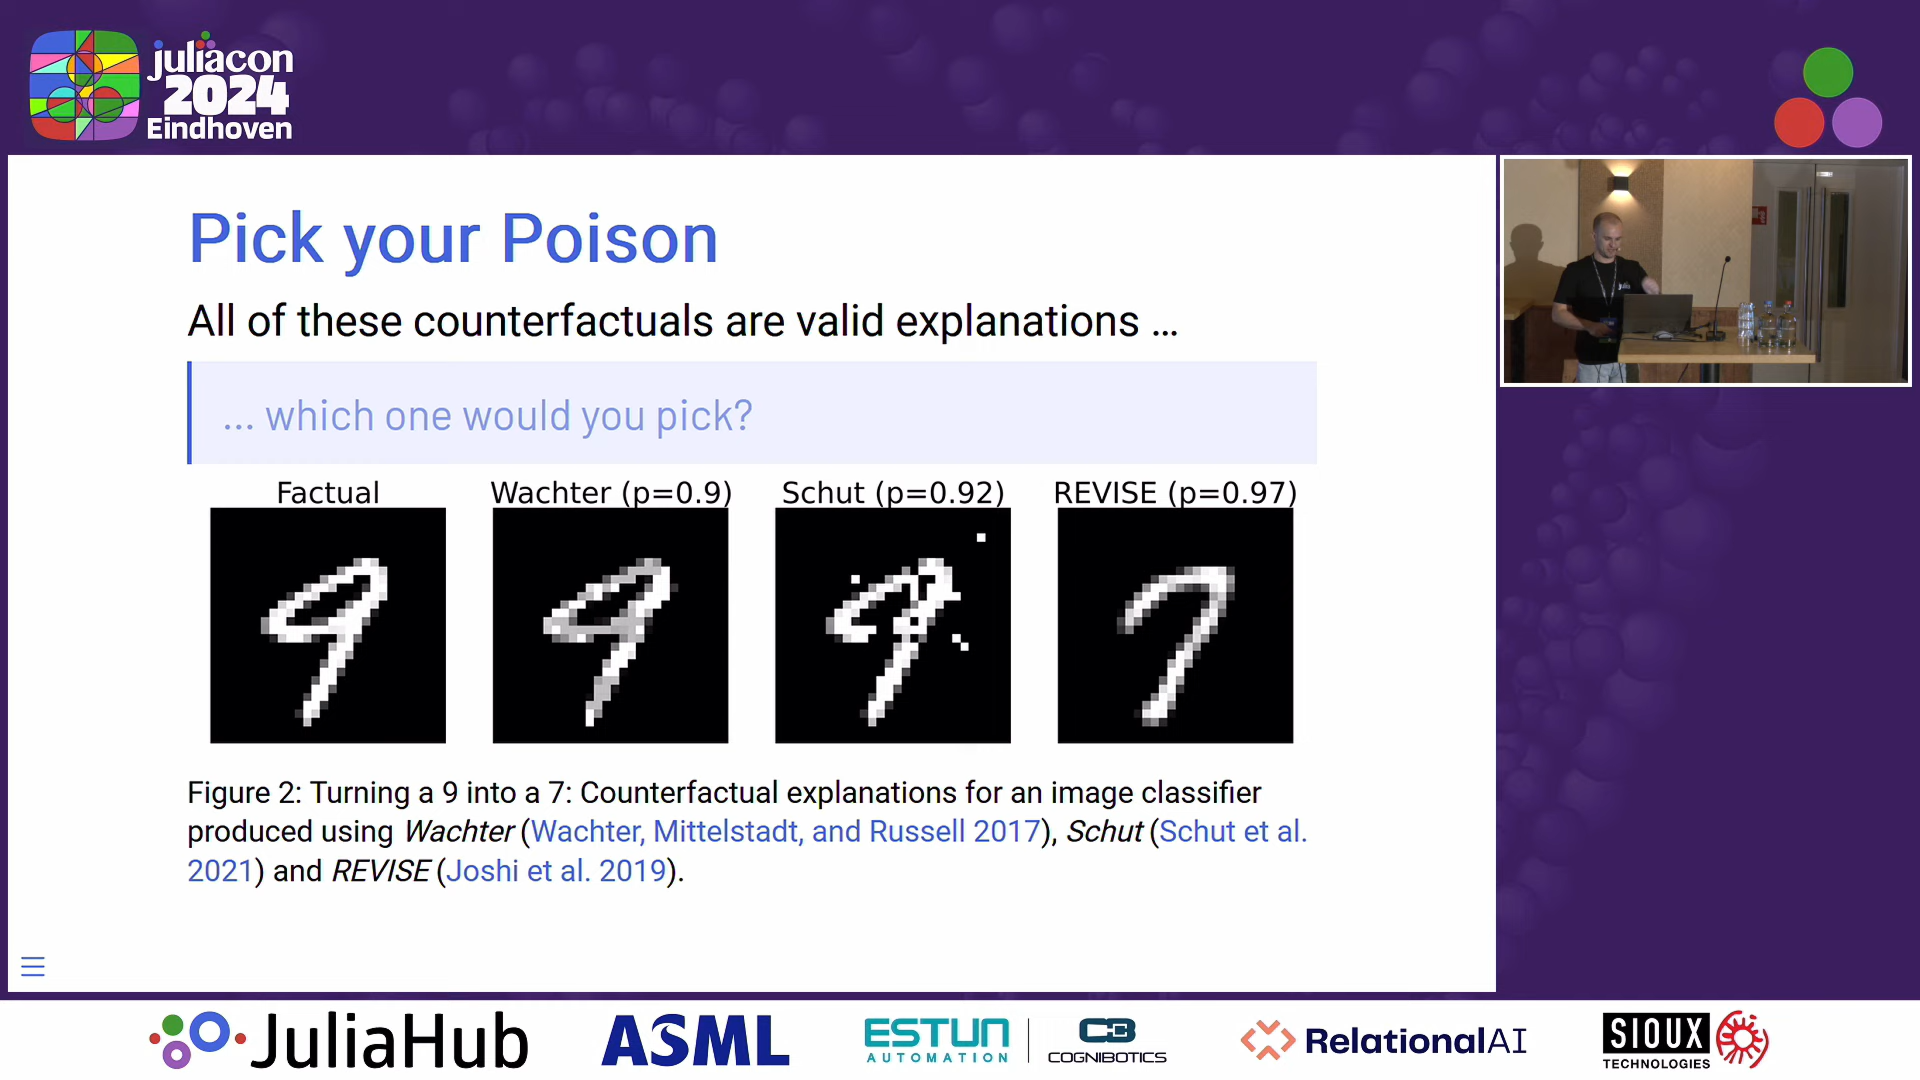 juliacon
2024
Eindhoven
Pick your Poison
All of these counterfactuals are valid explanations …
… which one would you pick?
Factual
Wachter (p=0.9)
Schut (p=0.92)
REVISE (p=0.97)
Figure 2: Turning a 9 into a 7: Counterfactual explanations for an image classifier
produced using Wachter (Wachter, Mittelstadt, and Russell 2017), Schut (Schut et al.
2021) and REVISE (Joshi et al. 2019).
JuliaHub
ASML
ESTUN
AUTOMATION
COGNIBOTICS
RelationalAI
SIOUX
TECHNOLOGIES